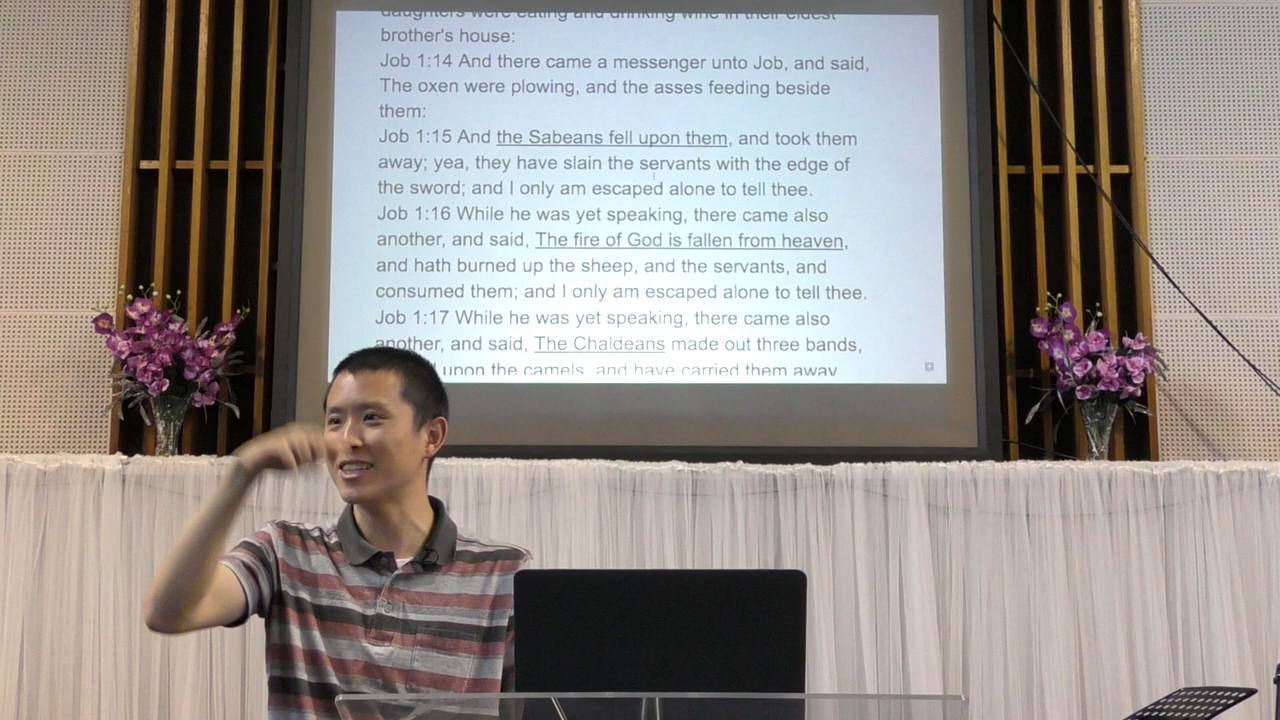 daughters were eating and drinking wine in their eldest
brother's house:
Job 1:14 And there came a messenger unto Job, and said,
The oxen were plowing, and the asses feeding beside
them:
Job 1:15 And the Sabeans fell upon them, and took them
away; yea, they have slain the servants with the edge of
the sword; and I only am escaped alone to tell thee.
Job 1:16 While he was yet speaking, there came also
another, and said, The fire of God is fallen from heaven,
and hath burned up the sheep, and the servants, and
consumed them; and I only am escaped alone to tell thee.
Job 1:17 While he was yet speaking, there came also
another, and said, The Chaldeans made out three bands,
upon the camels, and have carried them away